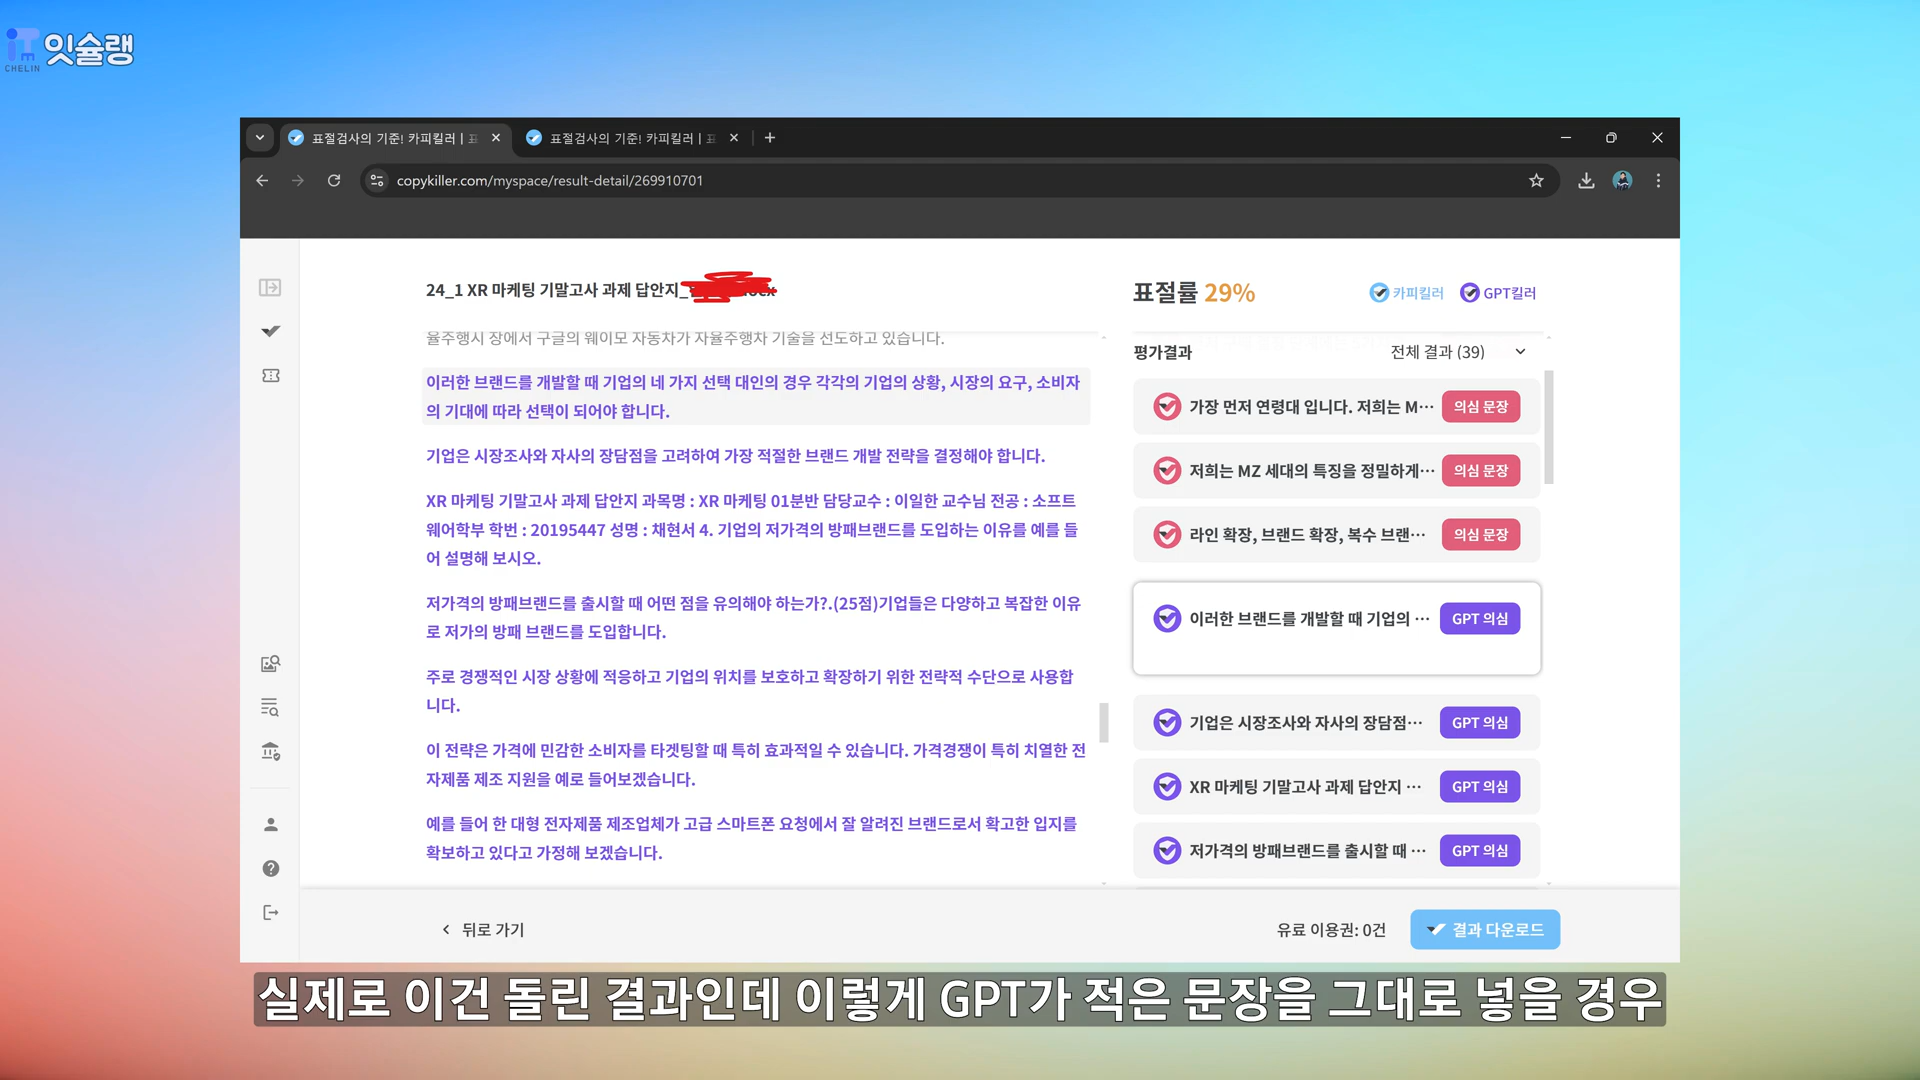 iT
CHELIN
잇슐랭
표절검사의 기준! 카피킬러 | 표
표절검사의 기준! 카피킬러 | 표
copykiller.com/myspace/result-detail/269910701
24_1 XR 마케팅 기말고사 과제 답안지_
표절률 29%
카피킬러
GPT킬러
율주행시 장에서 구글의 웨이모 자동차가 자율주행차 기술을 선도하고 있습니다.
이러한 브랜드를 개발할 때 기업의 네 가지 선택 대인의 경우 각각의 기업의 상황, 시장의 요구, 소비자
의 기대에 따라 선택이 되어야 합니다.
기업은 시장조사와 자사의 장담점을 고려하여 가장 적절한 브랜드 개발 전략을 결정해야 합니다.
XR 마케팅 기말고사 과제 답안지 과목명 : XR 마케팅 01분반 담당교수 : 이일한 교수님 전공 : 소프트
웨어학부 학번 : 20195447 성명 : 채현서 4. 기업의 저가격의 방패브랜드를 도입하는 이유를 예를 들
어 설명해 보시오.
저가격의 방패브랜드를 출시할 때 어떤 점을 유의해야 하는가?.(25점)기업들은 다양하고 복잡한 이유
로 저가의 방패 브랜드를 도입합니다.
주로 경쟁적인 시장 상황에 적응하고 기업의 위치를 보호하고 확장하기 위한 전략적 수단으로 사용합
니다.
이 전략은 가격에 민감한 소비자를 타겟팅할 때 특히 효과적일 수 있습니다. 가격경쟁이 특히 치열한 전
자제품 제조 지원을 예로 들어보겠습니다.
예를 들어 한 대형 전자제품 제조업체가 고급 스마트폰 요청에서 잘 알려진 브랜드로서 확고한 입지를
확보하고 있다고 가정해 보겠습니다.
평가결과
전체 결과 (39)
가장 먼저 연령대 입니다. 저희는 M… 의심 문장
저희는 MZ 세대의 특징을 정밀하게… 의심 문장
라인 확장, 브랜드 확장, 복수 브랜… 의심 문장
이러한 브랜드를 개발할 때 기업의 … GPT 의심
기업은 시장조사와 자사의 장담점… GPT 의심
XR 마케팅 기말고사 과제 답안지 … GPT 의심
저가격의 방패브랜드를 출시할 때 … GPT 의심
뒤로 가기
유료 이용권: 0건
결과 다운로드
실제로 이건 돌린 결과인데 이렇게 GPT가 적은 문장을 그대로 넣을 경우